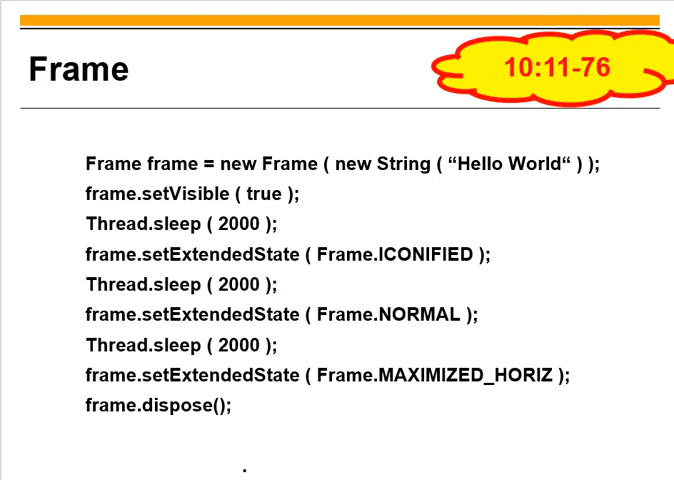 Frame
10:11-76
Frame frame = new Frame ( new String ( “Hello World“ ) );
frame.setVisible ( true );
Thread.sleep ( 2000 );
frame.setExtendedState ( Frame.ICONIFIED );
Thread.sleep ( 2000 );
frame.setExtendedState ( Frame.NORMAL );
Thread.sleep ( 2000 );
frame.setExtendedState ( Frame.MAXIMIZED_HORIZ );
frame.dispose();
.